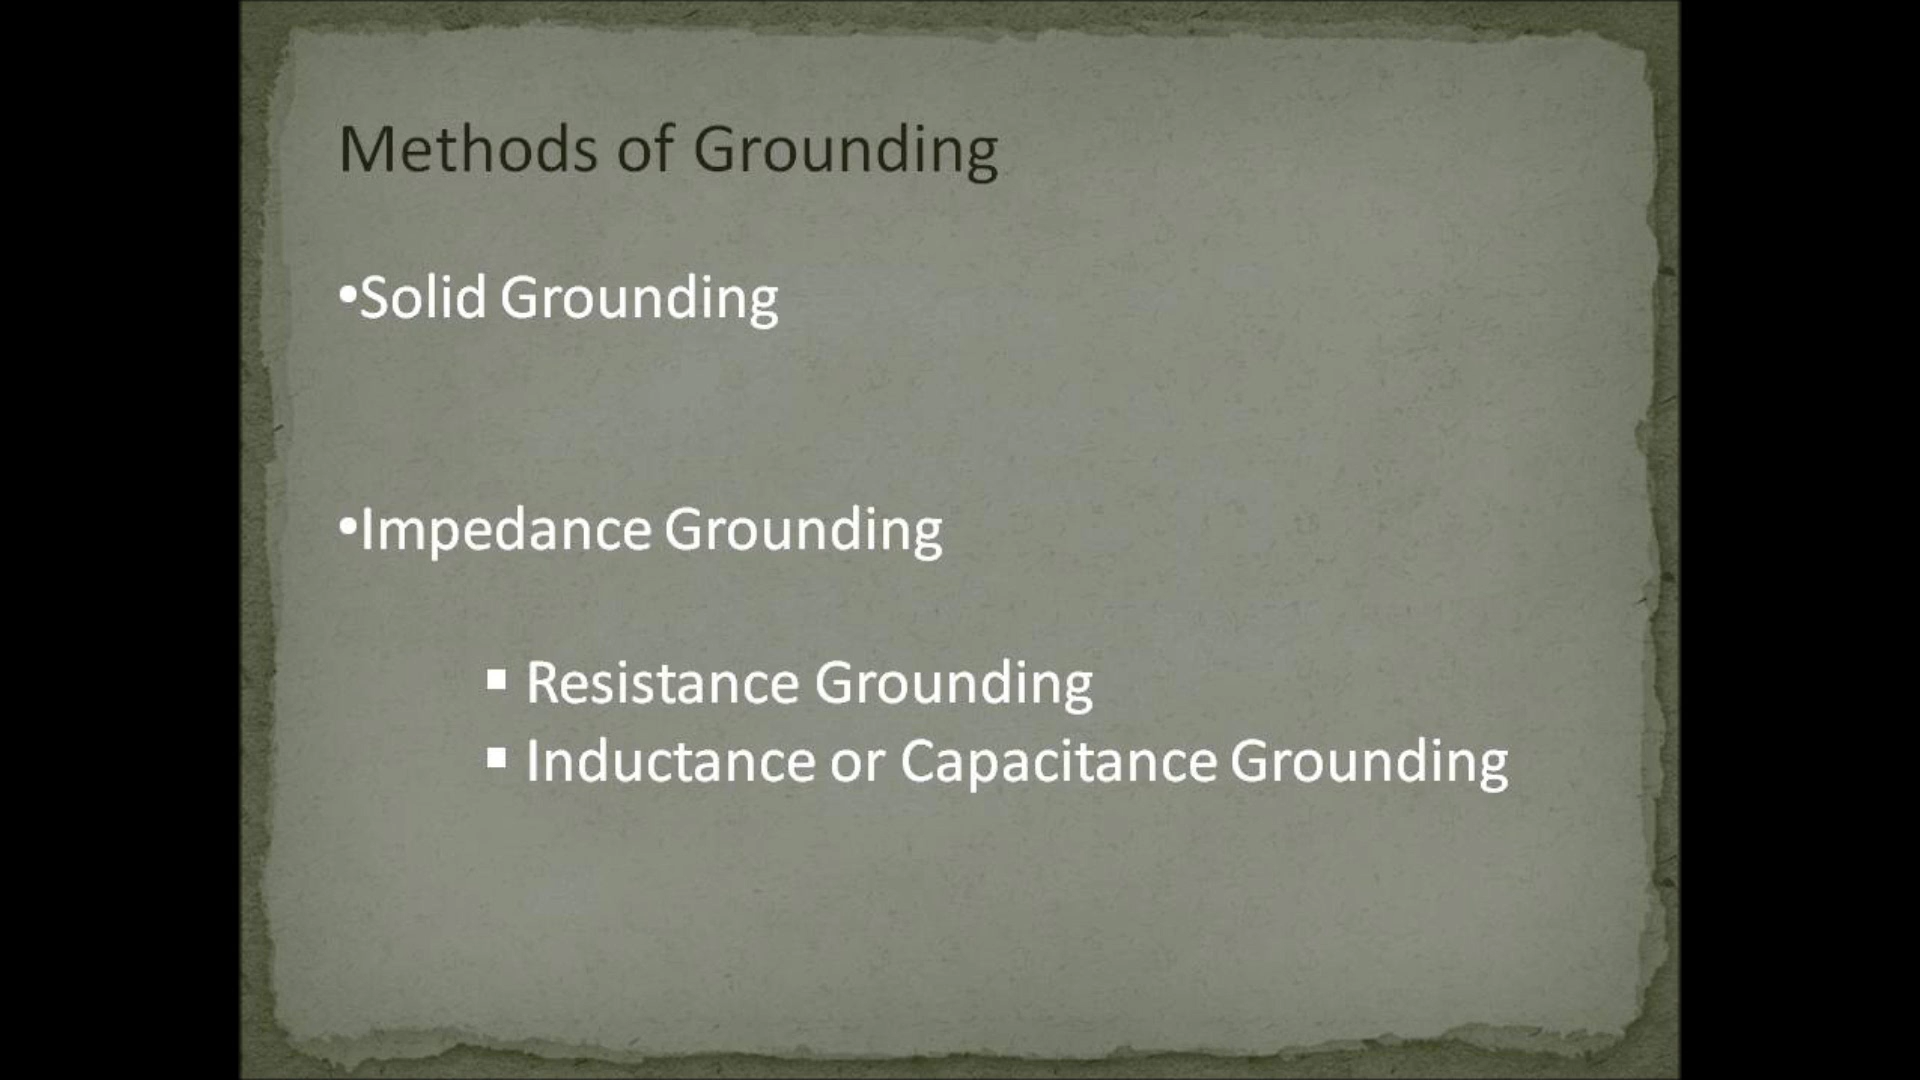 Methods of Grounding
•Solid Grounding
•Impedance Grounding
▪ Resistance Grounding
▪ Inductance or Capacitance Grounding